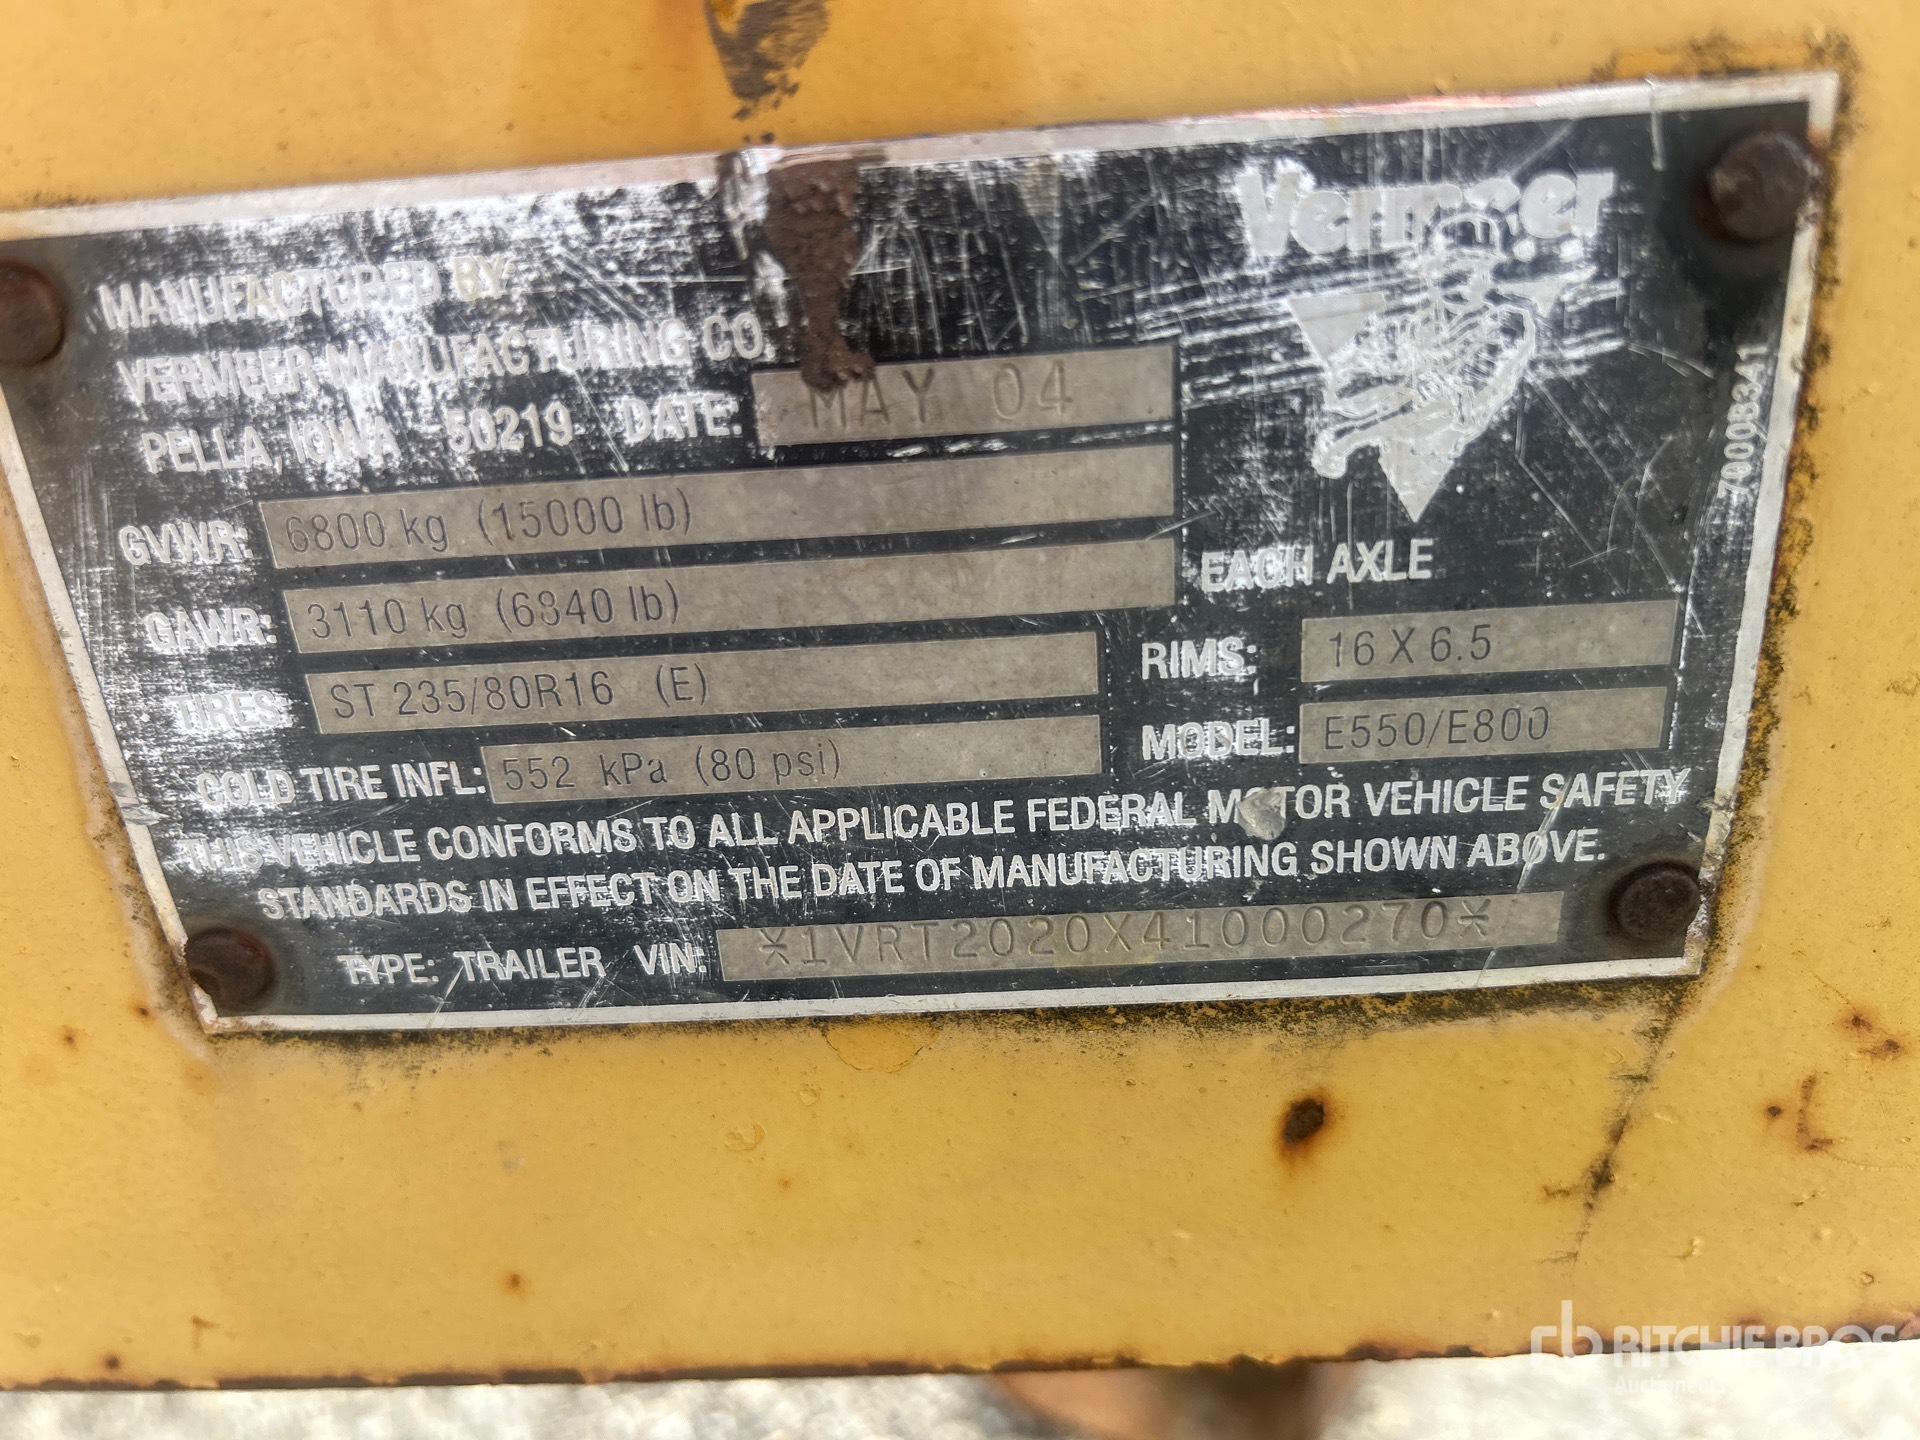 Vermeer
MANUFACTURED BY
VERMEER MANUFACTURING CO.
PELLA, IOWA 50219 DATE: MAY 04
GVWR: 6800 kg (15000 lb)
GAWR: 3110 kg (6840 lb) EACH AXLE
TIRES: ST 235/80R16 (E) RIMS: 16 X 6.5
COLD TIRE INFL: 552 kPa (80 psi) MODEL: E550/E800
THIS VEHICLE CONFORMS TO ALL APPLICABLE FEDERAL MOTOR VEHICLE SAFETY
STANDARDS IN EFFECT ON THE DATE OF MANUFACTURING SHOWN ABOVE.
TYPE: TRAILER VIN: *1VRT2020X41000270*
7000B3A1
rb RITCHIE BROS
Auctioneers